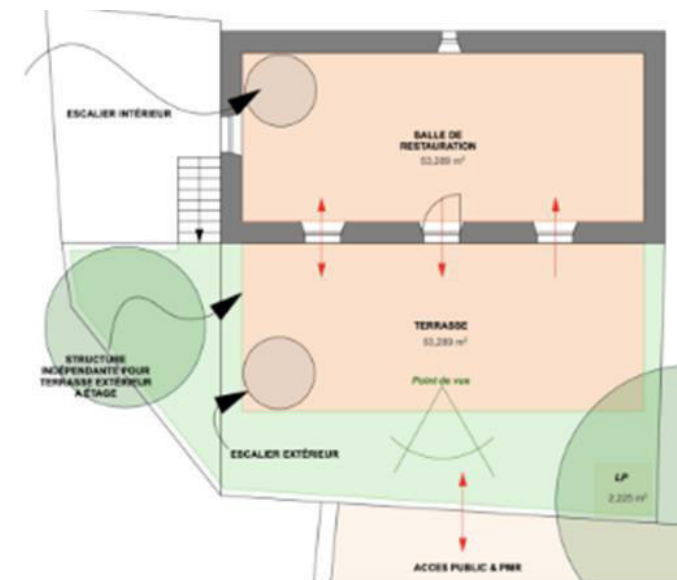 ESCALIER INTÉRIEUR
SALLE DE
RESTAURATION
53,289 m²
TERRASSE
53,289 m²
STRUCTURE
INDÉPENDANTE POUR
TERRASSE EXTÉRIEUR
A ÉTAGE
Point de vue
ESCALIER EXTÉRIEUR
LP
2,225 m²
ACCES PUBLIC & PMR